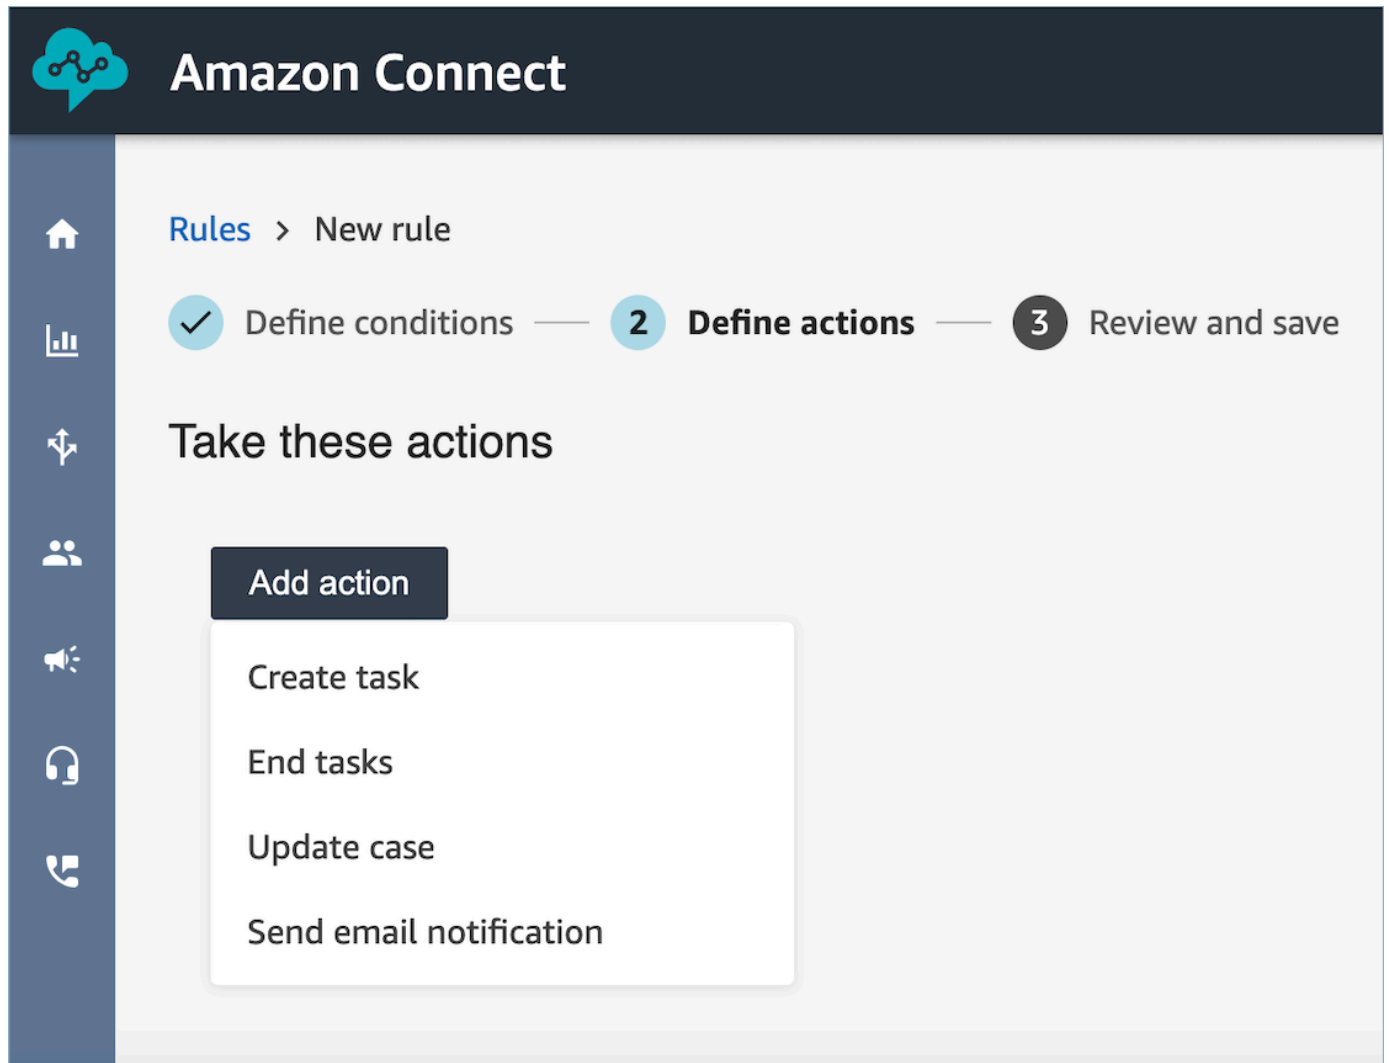 Amazon Connect
Rules > New rule
Define conditions 2 Define actions 3 Review and save
Take these actions
Add action
Create task
End tasks
Update case
Send email notification